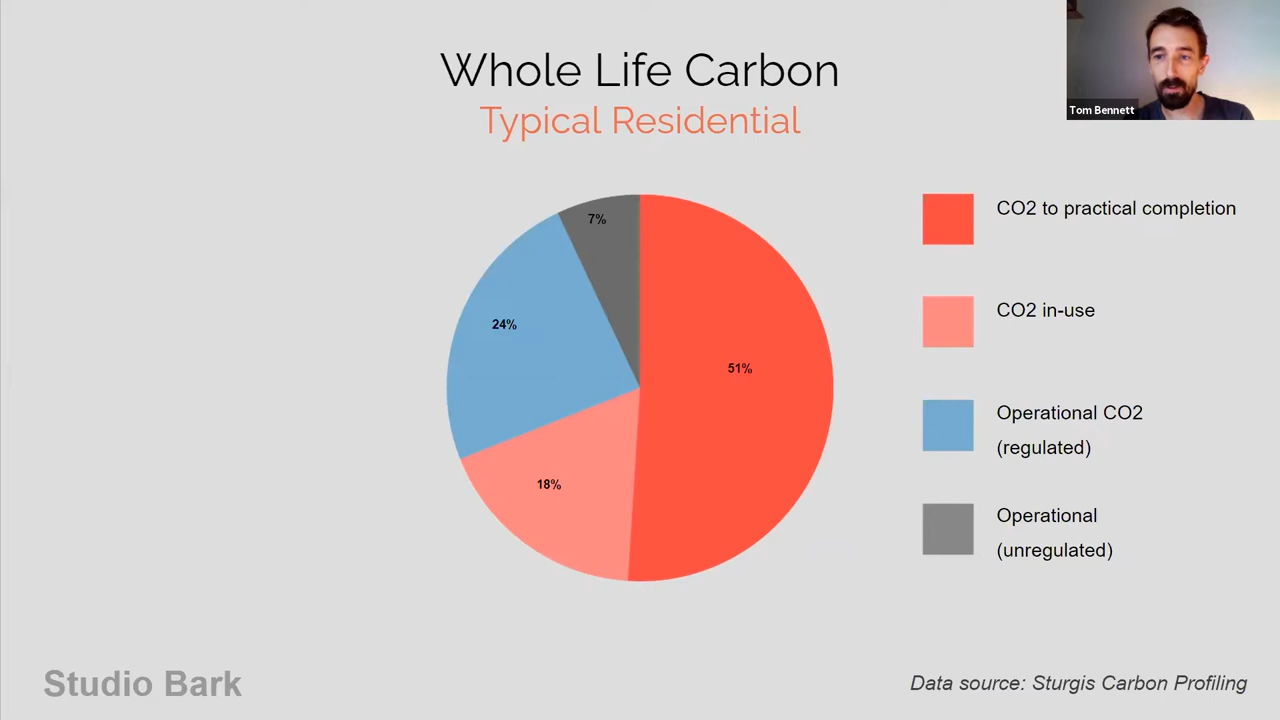 Whole Life Carbon
Typical Residential
Tom Bennett
7%
24%
51%
18%
CO2 to practical completion
CO2 in-use
Operational CO2
(regulated)
Operational
(unregulated)
Studio Bark
Data source: Sturgis Carbon Profiling